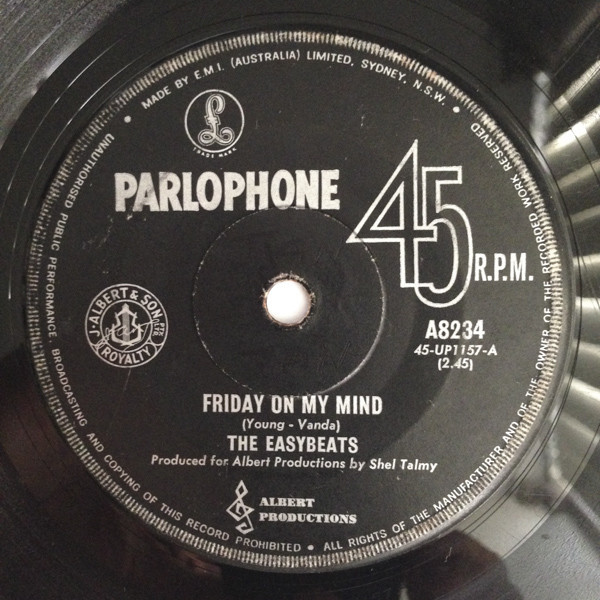 MADE BY E.M.I. (AUSTRALIA) LIMITED, SYDNEY, N.S.W.
£
TRADE MARK
PARLOPHONE
45 R.P.M.
J. ALBERT & SON PTY. LTD.
ROYALTY
A8234
45-UP1157-A
(2.45)
FRIDAY ON MY MIND
(Young - Vanda)
THE EASYBEATS
Produced for Albert Productions by Shel Talmy
ALBERT
PRODUCTIONS
UNAUTHORISED PUBLIC PERFORMANCE, BROADCASTING AND COPYING OF THIS RECORD PROHIBITED • ALL RIGHTS OF THE MANUFACTURER AND OF THE OWNER OF THE RECORDED WORK RESERVED